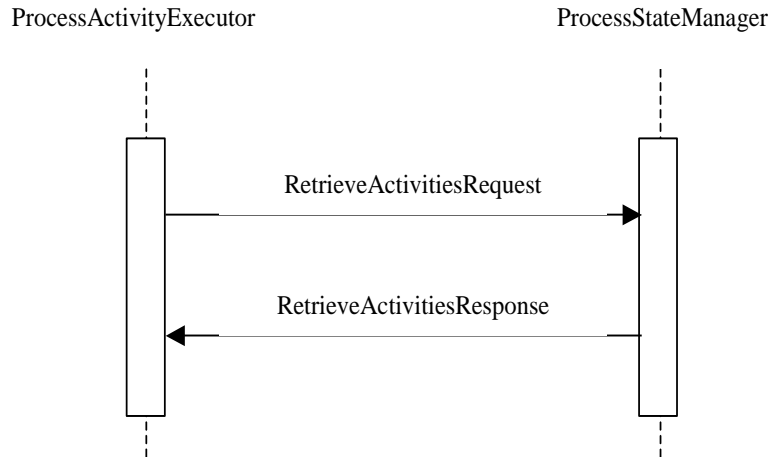 ProcessActivityExecutor
ProcessStateManager
RetrieveActivitiesRequest
RetrieveActivitiesResponse